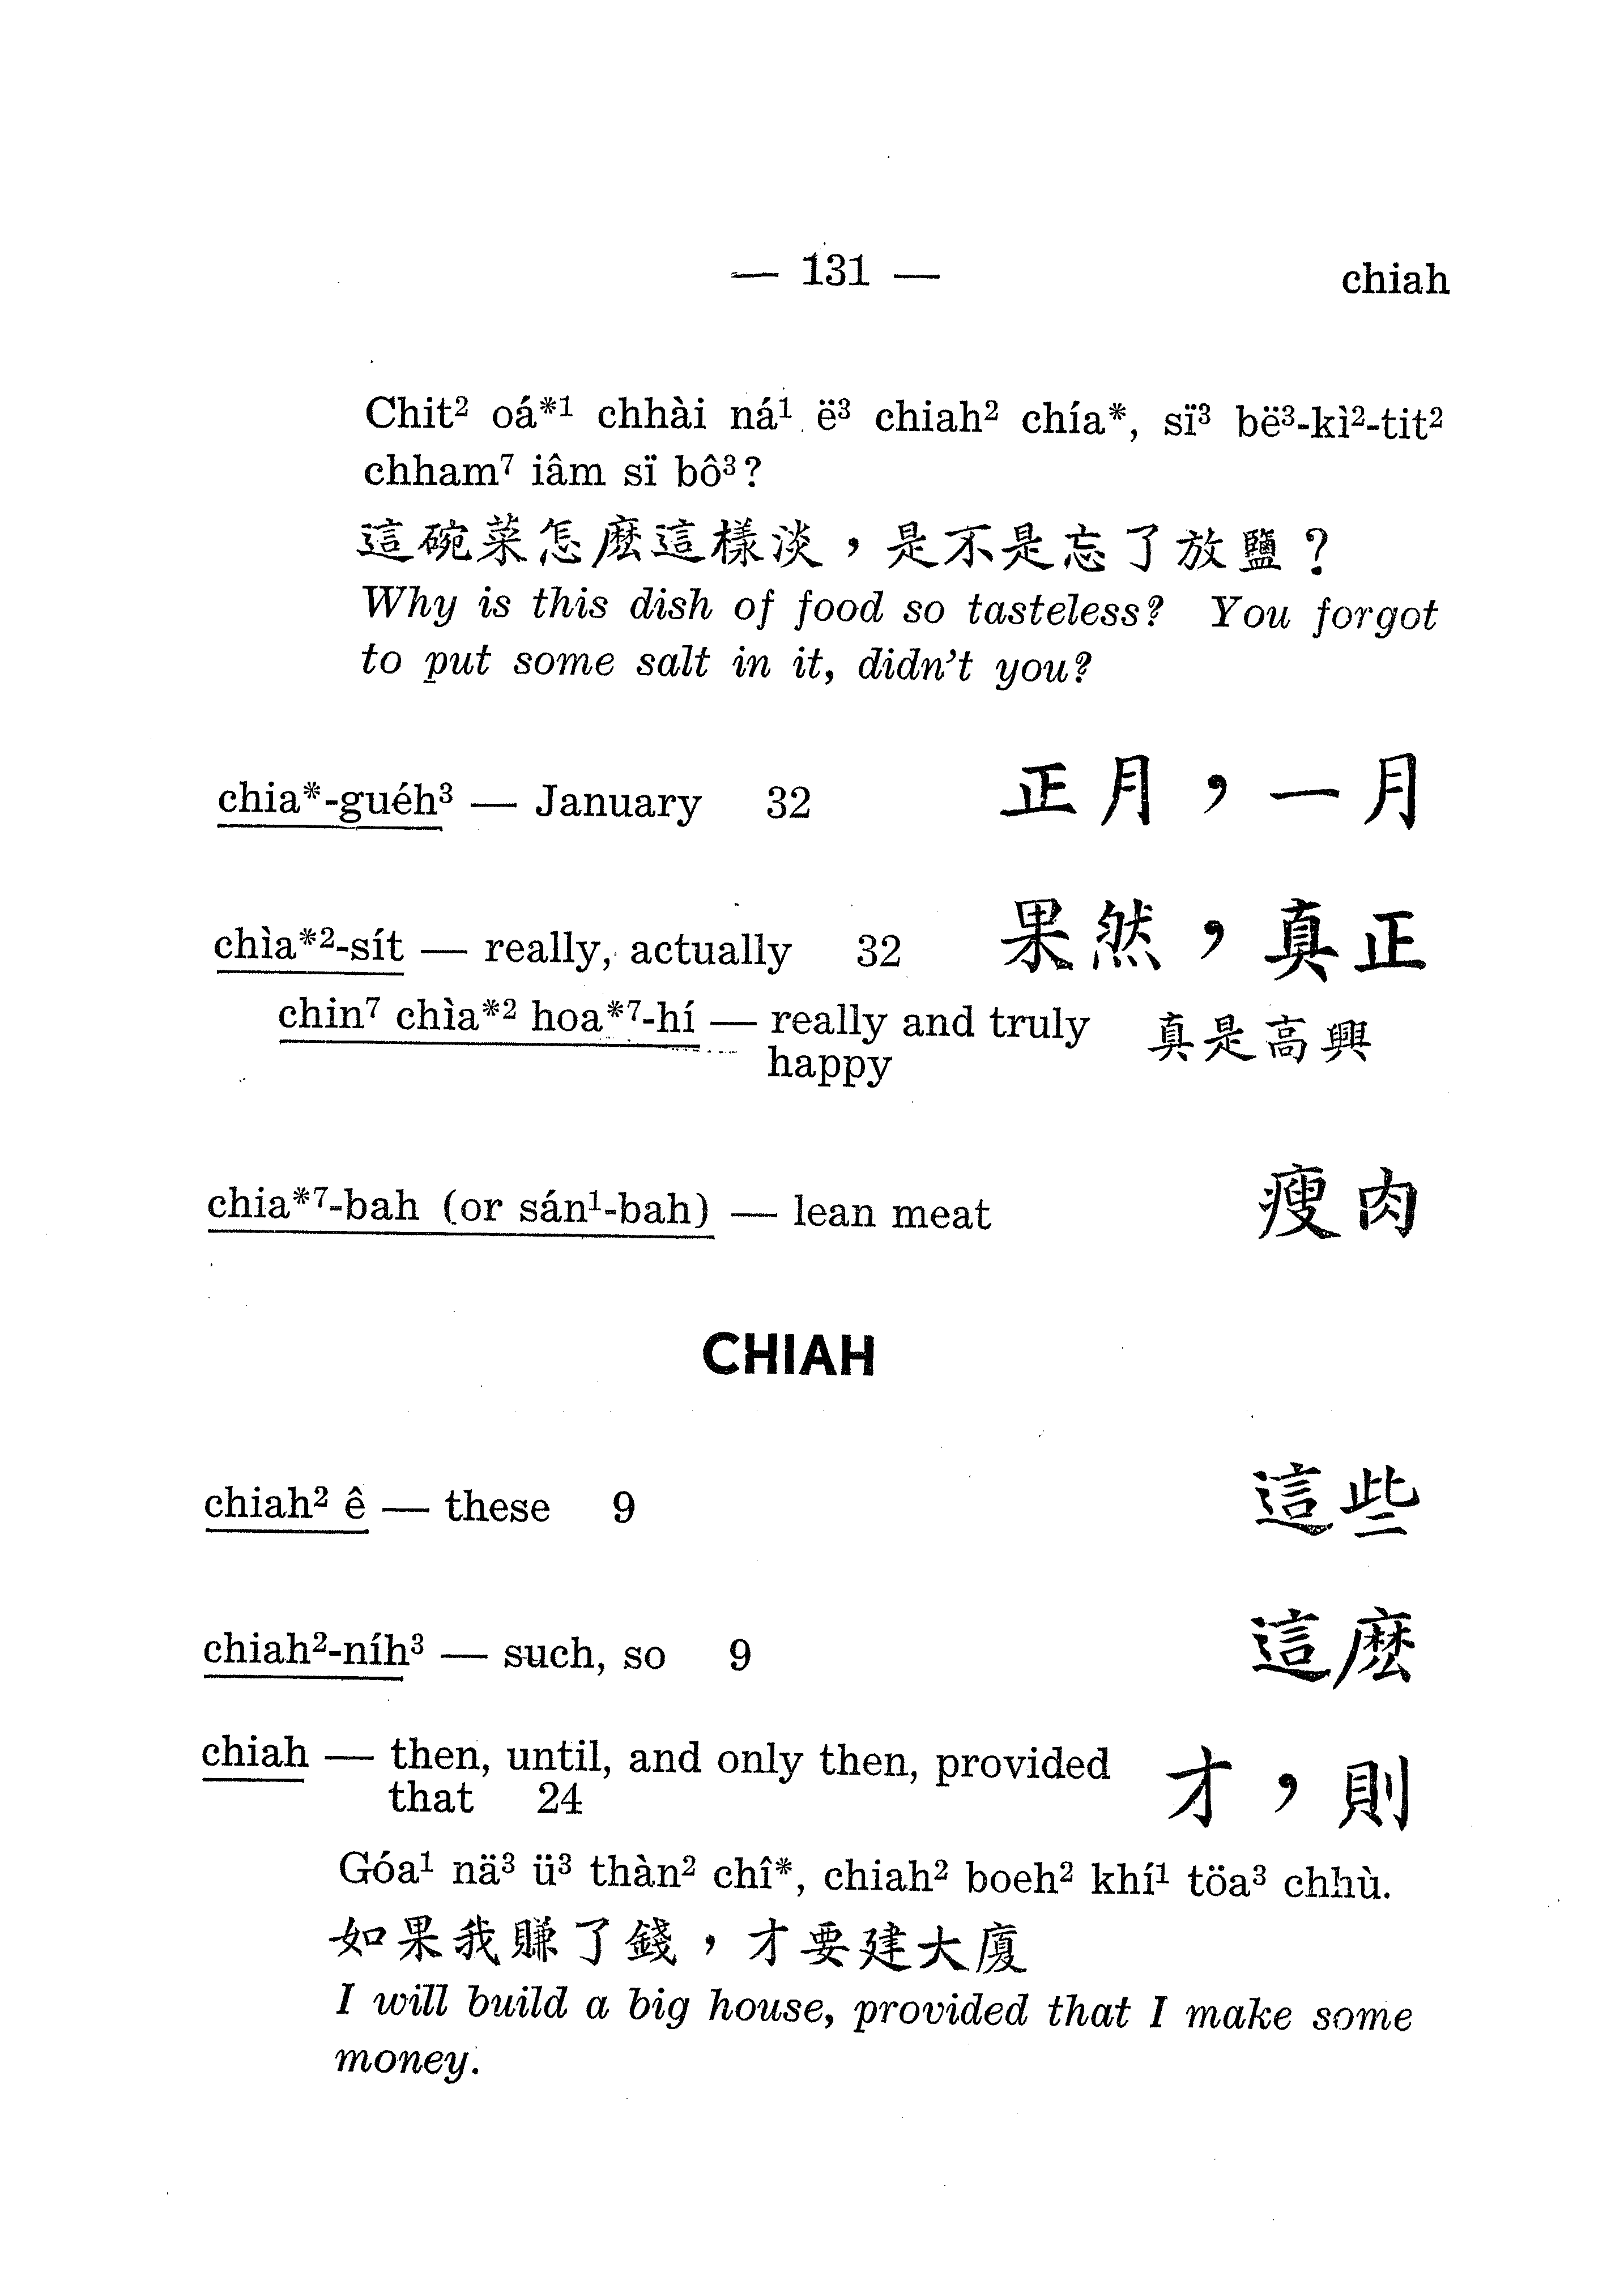 — 131 — chiah
Chit² oá*¹ chhài ná¹ ë³ chiah² chía*, sï³ bë³-kì²-tit²
chham⁷ iâm sï bô³?
這碗菜怎麼這樣淡，是不是忘了放鹽？
Why is this dish of food so tasteless? You forgot
to put some salt in it, didn't you?
chia*-guéh³ — January 32 正月，一月
chìa*²-sít — really, actually 32 果然，真正
chin⁷ chìa*² hoa*⁷-hí — really and truly 真是高興
happy
chia*⁷-bah (or sán¹-bah) — lean meat 瘦肉
CHIAH
chiah² ê — these 9 這些
chiah²-níh³ — such, so 9 這麼
chiah — then, until, and only then, provided 才，則
that 24
Góa¹ nä³ ü³ thàn² chî*, chiah² boeh² khí¹ töa³ chhù.
如果我賺了錢，才要建大廈
I will build a big house, provided that I make some
money.